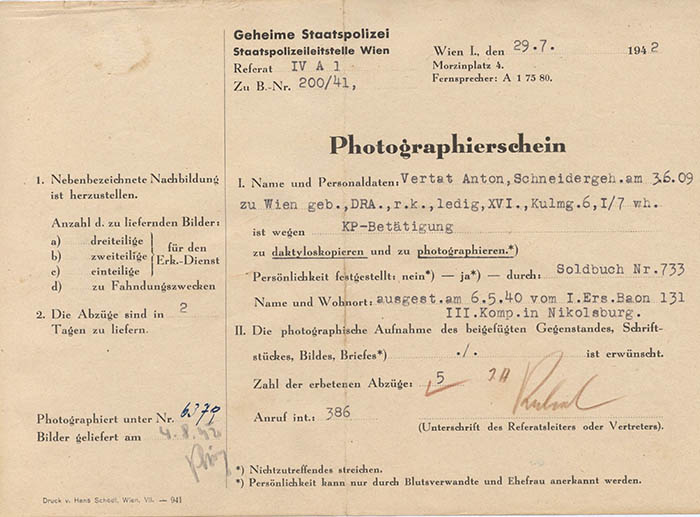 Geheime Staatspolizei
Staatspolizeileitstelle Wien
Referat IV A 1
Zu B.-Nr. 200/41,
Wien I., den 29.7. 1942
Morzinplatz 4.
Fernsprecher: A 1 75 80.
Photographierschein
1. Nebenbezeichnete Nachbildung
ist herzustellen.
Anzahl d. zu liefernden Bilder:
a) dreiteilige
b) zweiteilige
c) einteilige
für den
Erk.-Dienst
d) zu Fahndungszwecken
2. Die Abzüge sind in 2
Tagen zu liefern.
Photographiert unter Nr. 6379
Bilder geliefert am 4.8.42
I. Name und Personaldaten: Vertat Anton, Schneidergeh. am 3.6.09
zu Wien geb., DRA., r.k., ledig, XVI., Kulmg.6, I/7 wh.
ist wegen KP-Betätigung
zu daktyloskopieren und zu photographieren.*)
Persönlichkeit festgestellt: nein*) — ja*) — durch: Soldbuch Nr.733
Name und Wohnort: ausgest.am 6.5.40 vom I.Ers.Baon 131
III.Komp.in Nikolsburg.
II. Die photographische Aufnahme des beigefügten Gegenstandes, Schrift-
stückes, Bildes, Briefes*) ./. ist erwünscht.
Zahl der erbetenen Abzüge: 5
Anruf int.: 386
(Unterschrift des Referatsleiters oder Vertreters).
*) Nichtzutreffendes streichen.
*) Persönlichkeit kann nur durch Blutsverwandte und Ehefrau anerkannt werden.
Druck v. Hans Schödl, Wien, VII. — 941